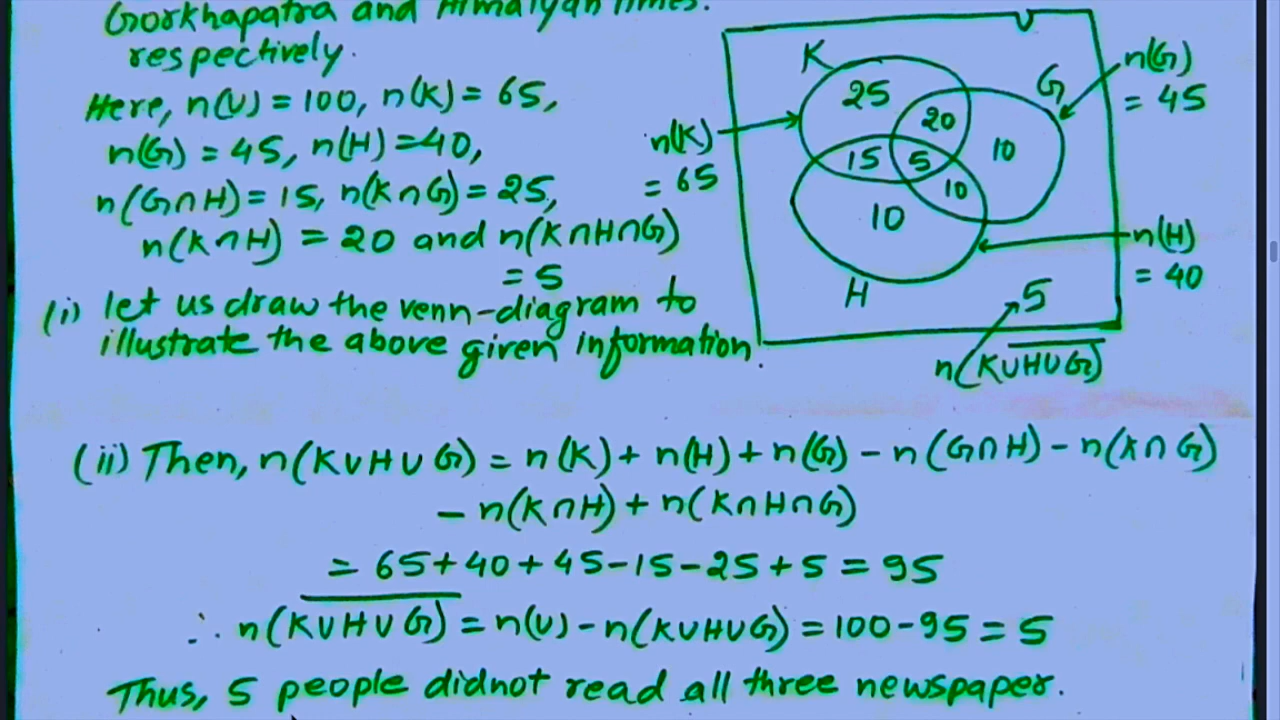 Gorkhapatra and Himalyan Times.
respectively.
Here, n(U) = 100, n(K) = 65,
n(G) = 45, n(H) = 40,
n(G∩H) = 15, n(K∩G) = 25,
n(K∩H) = 20 and n(K∩H∩G)
= 5
(i) let us draw the venn-diagram to
illustrate the above given information.
K
G
n(G)
= 45
25
20
n(K)
= 65
15
5
10
10
10
n(H)
= 40
H
5
n(K∪\overline{H∪G})
(ii) Then, n(K∪H∪G) = n(K) + n(H) + n(G) - n(G∩H) - n(K∩G)
- n(K∩H) + n(K∩H∩G)
= 65 + 40 + 45 - 15 - 25 + 5 = 95
∴ n(\overline{K∪H∪G}) = n(U) - n(K∪H∪G) = 100 - 95 = 5
Thus, 5 people didnot read all three newspaper.